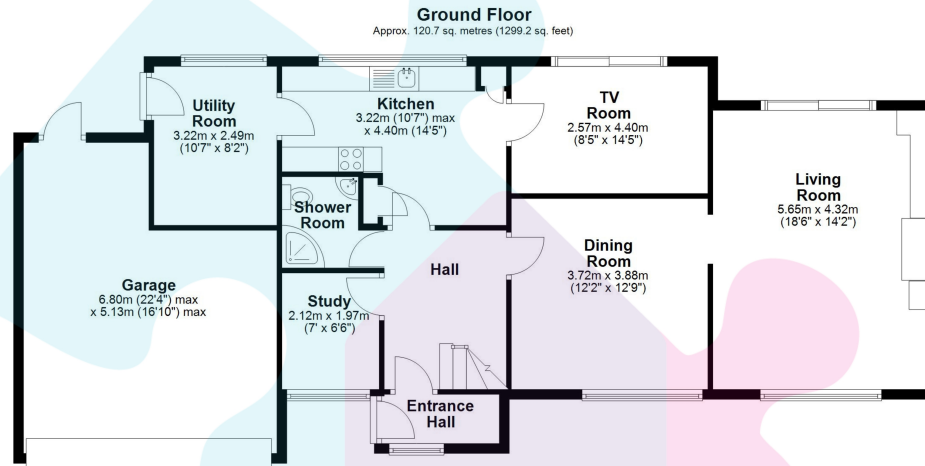 Ground Floor
Approx. 120.7 sq. metres (1299.2 sq. feet)
Utility
Room
3.22m x 2.49m
(10'7" x 8'2")
Kitchen
3.22m (10'7") max
x 4.40m (14'5")
TV
Room
2.57m x 4.40m
(8'5" x 14'5")
Living
Room
5.65m x 4.32m
(18'6" x 14'2")
Shower
Room
Hall
Dining
Room
3.72m x 3.88m
(12'2" x 12'9")
Garage
6.80m (22'4") max
x 5.13m (16'10") max
Study
2.12m x 1.97m
(7' x 6'6")
Entrance
Hall